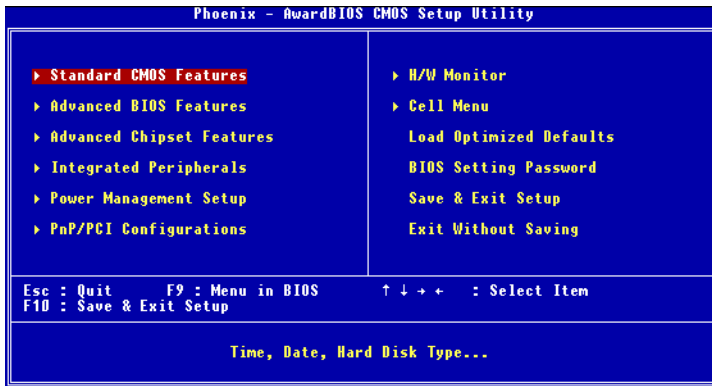 Phoenix - AwardBIOS CMOS Setup Utility
▸ Standard CMOS Features
▸ Advanced BIOS Features
▸ Advanced Chipset Features
▸ Integrated Peripherals
▸ Power Management Setup
▸ PnP/PCI Configurations
▸ H/W Monitor
▸ Cell Menu
Load Optimized Defaults
BIOS Setting Password
Save & Exit Setup
Exit Without Saving
Esc : Quit F9 : Menu in BIOS ↑ ↓ → ← : Select Item
F10 : Save & Exit Setup
Time, Date, Hard Disk Type...